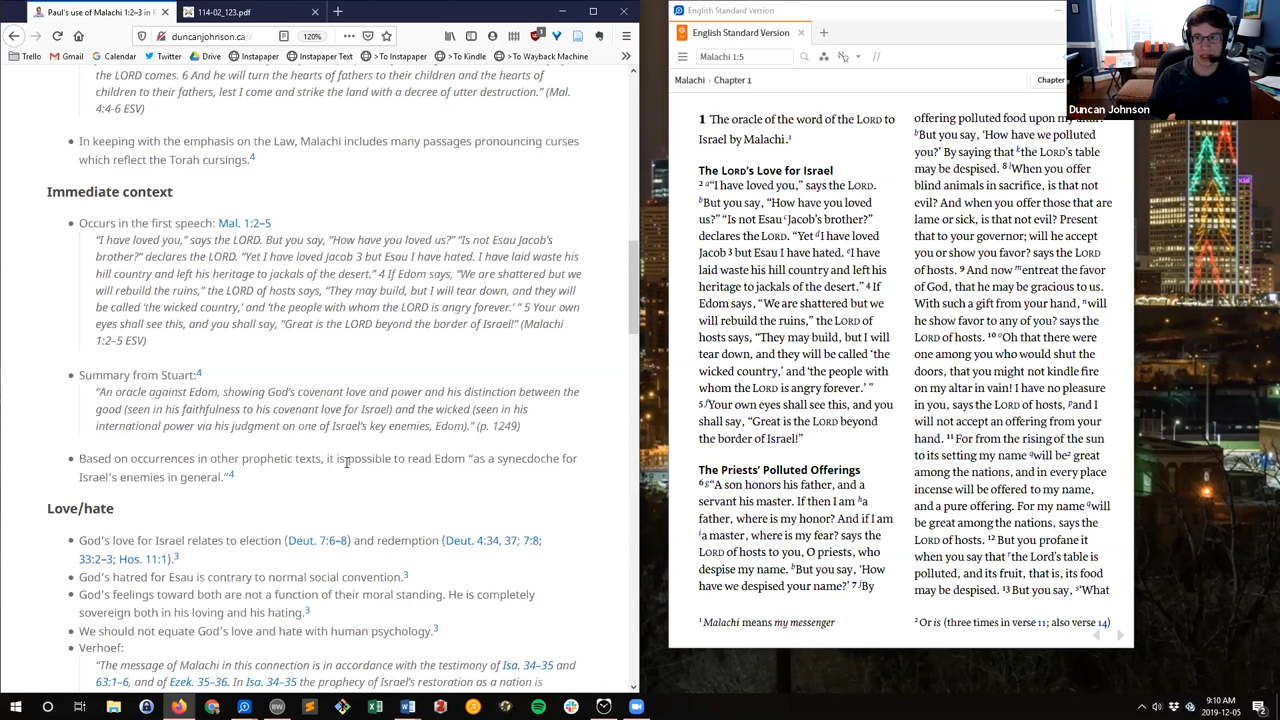 Paul's use of Malachi 1:2–3 in F
114-02_123.pdf
duncanjohnson.ca/
120%
Trello
Gmail
Calendar
Twitter
Drive
Instapaper
Instapaper Text
>To Instapaper
>To Kindle
>To Wayback Machine
the LORD comes. 6 And he will turn the hearts of fathers to their children and the hearts of
children to their fathers, lest I come and strike the land with a decree of utter destruction.” (Mal.
4:4-6 ESV)
In keeping with the emphasis on the Law, Malachi includes many passages pronouncing curses
which reflect the Torah cursings.4
Immediate context
Occurs in the first speech: Mal. 1:2–5
“I have loved you,” says the LORD. But you say, “How have you loved us?” “Is not Esau Jacob's
brother?” declares the LORD. “Yet I have loved Jacob 3 but Esau I have hated. I have laid waste his
hill country and left his heritage to jackals of the desert.” 4 If Edom says, “We are shattered but we
will rebuild the ruins,” the LORD of hosts says, “They may build, but I will tear down, and they will
be called ‘the wicked country,’ and ‘the people with whom the LORD is angry forever.’ ” 5 Your own
eyes shall see this, and you shall say, “Great is the LORD beyond the border of Israel!” (Malachi
1:2–5 ESV)
Summary from Stuart:4
“An oracle against Edom, showing God's covenant love and power and his distinction between the
good (seen in his faithfulness to his covenant love for Israel) and the wicked (seen in his
international power via his judgment on one of Israel's key enemies, Edom).” (p. 1249)
Based on occurrences in other prophetic texts, it is possible to read Edom “as a synecdoche for
Israel's enemies in general.”4
Love/hate
God's love for Israel relates to election (Deut. 7:6–8) and redemption (Deut. 4:34, 37; 7:8;
33:2–3; Hos. 11:1).3
God's hatred for Esau is contrary to normal social convention.3
God's feelings toward both are not a function of their moral standing. He is completely
sovereign both in his loving and his hating.3
We should not equate God's love and hate with human psychology.3
Verhoef:
“The message of Malachi in this connection is in accordance with the testimony of Isa. 34–35 and
63:1–6, and of Ezek. 35–36. In Isa. 34–35 the prophecy of Israel's restoration as a nation is
English Standard Version
English Standard Version
Malachi 1:5
Malachi › Chapter 1
Chapter
1 The oracle of the word of the LORD to
Israel by Malachi.1
The LORD's Love for Israel
2 a“I have loved you,” says the LORD.
bBut you say, “How have you loved
us?” “Is not Esau cJacob's brother?”
declares the LORD. “Yet dI have loved
Jacob 3 but Esau I have hated. eI have
laid waste his hill country and left his
heritage to jackals of the desert.” 4 If
Edom says, “We are shattered but we
will rebuild the ruins,” the LORD of
hosts says, “They may build, but I will
tear down, and they will be called ‘the
wicked country,’ and ‘the people with
whom the LORD is angry forever.’ ”
5 fYour own eyes shall see this, and you
shall say, “Great is the LORD beyond
the border of Israel!”
The Priests' Polluted Offerings
6 g“A son honors his father, and a
servant his master. If then I am ha
father, where is my honor? And if I am
ia master, where is my fear? says the
LORD of hosts to you, O priests, who
despise my name. bBut you say, ‘How
have we despised your name?’ 7 jBy
offering polluted food upon my altar.
bBut you say, ‘How have we polluted
you?’ By saying that kthe LORD's table
may be despised. 8 lWhen you offer
blind animals in sacrifice, is that not
evil? And when you offer those that are
lame or sick, is that not evil? Present
that to your governor; will he accept
you or show you favor? says the LORD
of hosts. 9 And now mentreat the favor
of God, that he may be gracious to us.
With such a gift from your hand, nwill
he show favor to any of you? says the
LORD of hosts. 10 oOh that there were
one among you who would shut the
doors, that you might not kindle fire
on my altar in vain! I have no pleasure
in you, says the LORD of hosts, pand I
will not accept an offering from your
hand. 11 For from the rising of the sun
to its setting my name qwill be2 great
among the nations, and in every place
incense will be offered to my name,
and a pure offering. For my name qwill
be great among the nations, says the
LORD of hosts. 12 But you profane it
when you say that rthe Lord's table is
polluted, and its fruit, that is, its food
may be despised. 13 But you say, s‘What
1 Malachi means my messenger
2 Or is (three times in verse 11; also verse 14)
Duncan Johnson
9:10 AM
2019-12-05